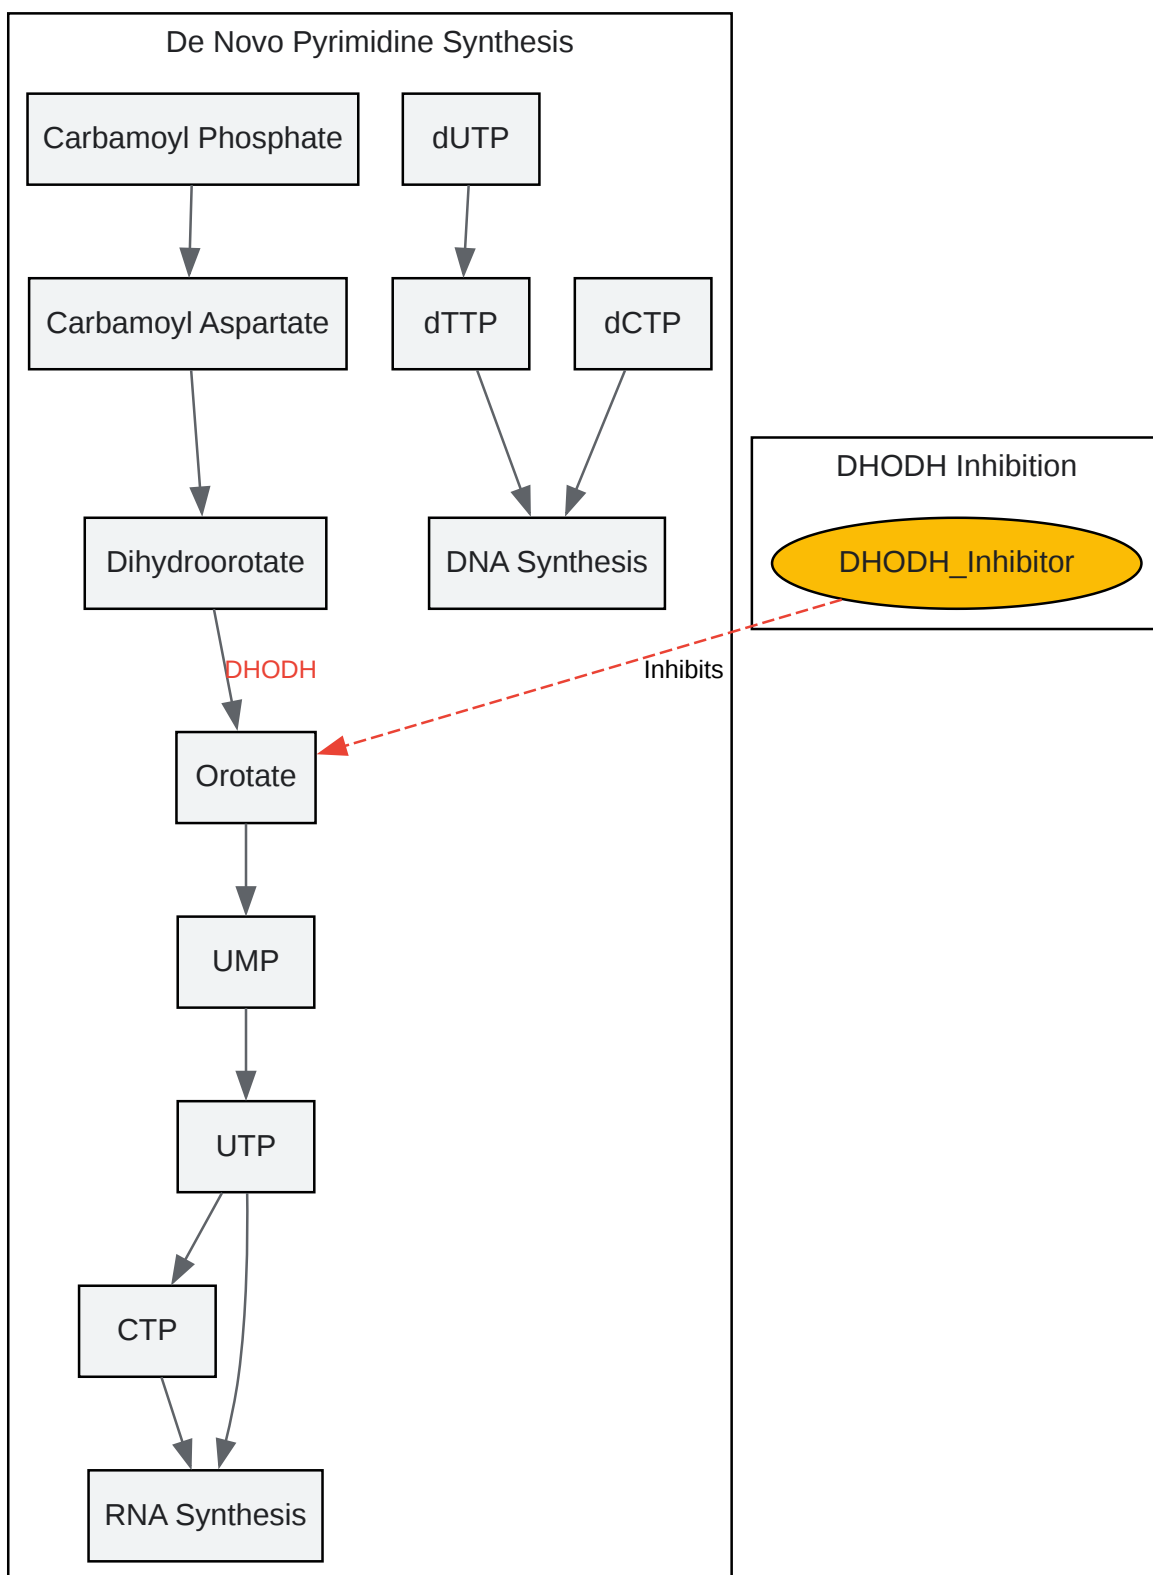 De Novo Pyrimidine Synthesis
Carbamoyl Phosphate
dUTP
Carbamoyl Aspartate
dTTP
dCTP
DHODH Inhibition
Dihydroorotate
DNA Synthesis
DHODH_Inhibitor
DHODH
Inhibits
Orotate
UMP
UTP
CTP
RNA Synthesis